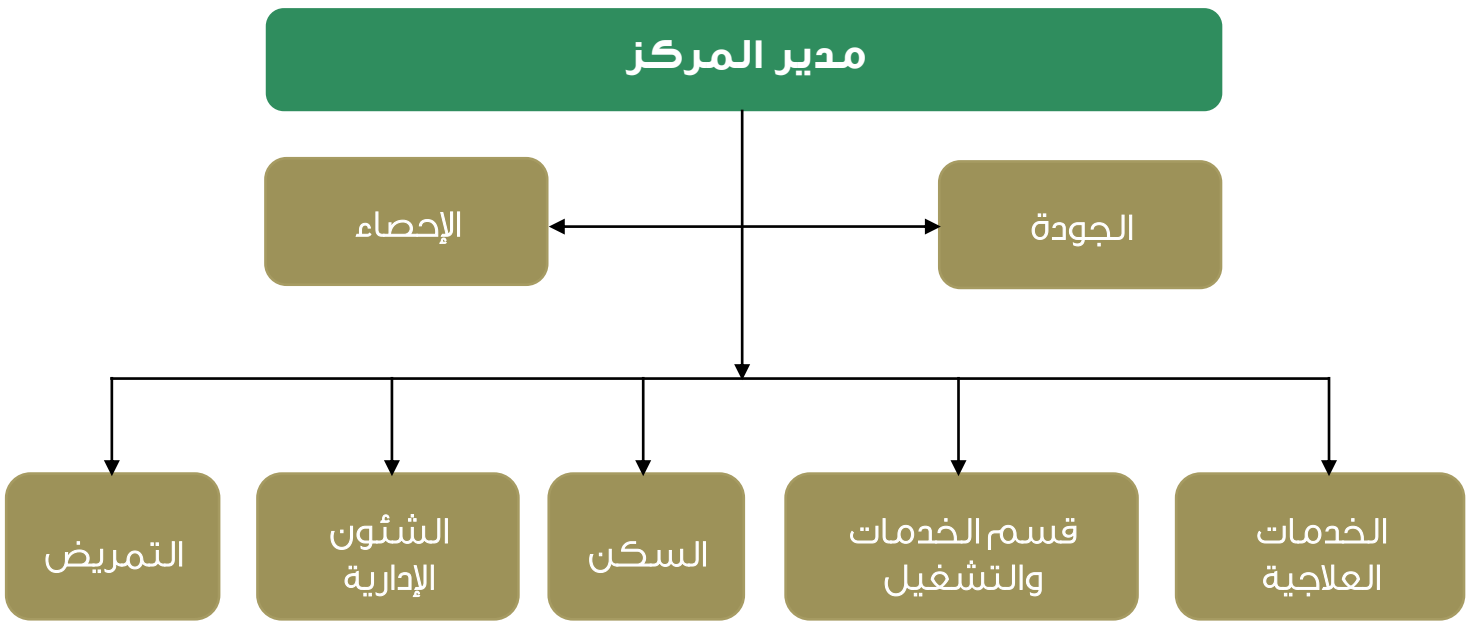 مدير المركز
الجودة
الإحصاء
الخدمات
العلاجية
قسم الخدمات
والتشغيل
السكن
الشئون
الإدارية
التمريض